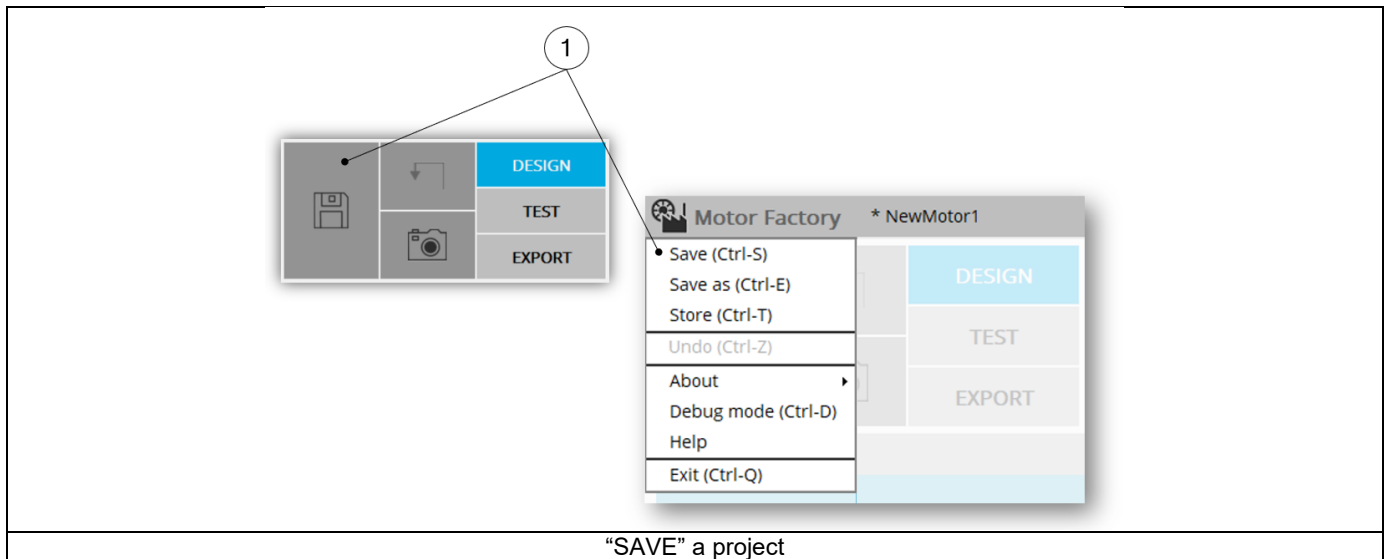 1
DESIGN
TEST
EXPORT
Motor Factory * NewMotor1
Save (Ctrl-S)
Save as (Ctrl-E)
Store (Ctrl-T)
Undo (Ctrl-Z)
About
Debug mode (Ctrl-D)
Help
Exit (Ctrl-Q)
DESIGN
TEST
EXPORT
“SAVE” a project